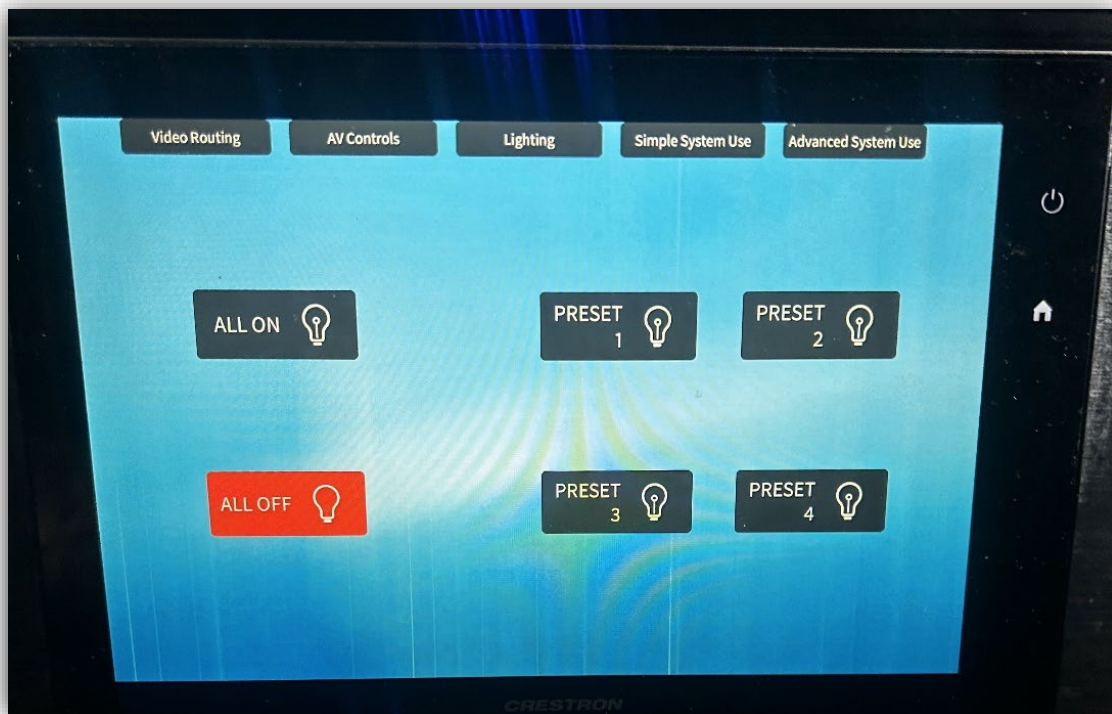 Video Routing
AV Controls
Lighting
Simple System Use
Advanced System Use
ALL ON
PRESET
1
PRESET
2
ALL OFF
PRESET
3
PRESET
4
CRESTRON